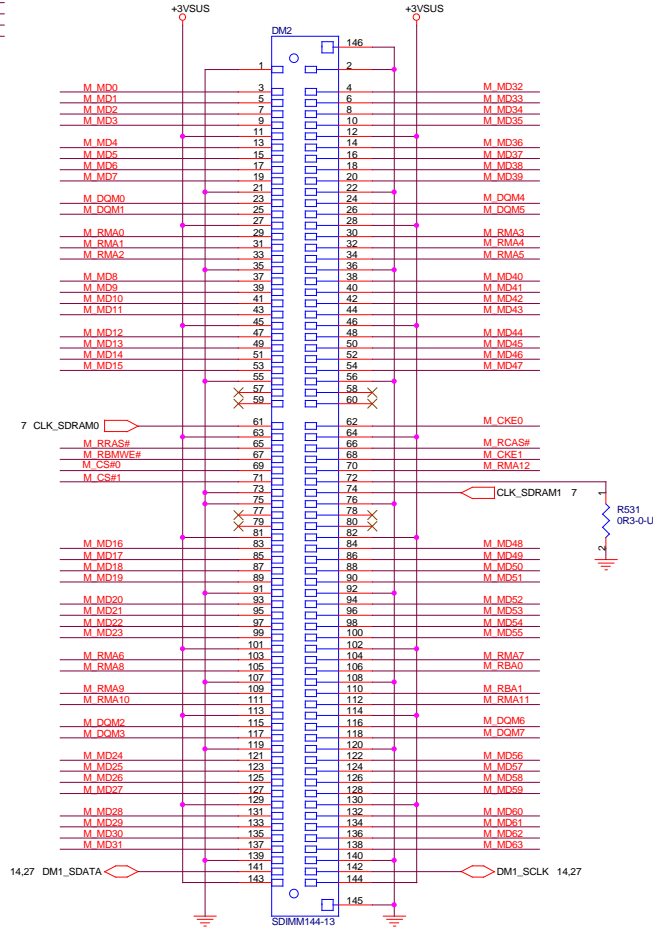 +3VSUS +3VSUS
DM2
146
1 2
M_MD0 3 4 M_MD32
M_MD1 5 6 M_MD33
M_MD2 7 8 M_MD34
M_MD3 9 10 M_MD35
11 12
M_MD4 13 14 M_MD36
M_MD5 15 16 M_MD37
M_MD6 17 18 M_MD38
M_MD7 19 20 M_MD39
21 22
M_DQM0 23 24 M_DQM4
M_DQM1 25 26 M_DQM5
27 28
M_RMA0 29 30 M_RMA3
M_RMA1 31 32 M_RMA4
M_RMA2 33 34 M_RMA5
35 36
M_MD8 37 38 M_MD40
M_MD9 39 40 M_MD41
M_MD10 41 42 M_MD42
M_MD11 43 44 M_MD43
45 46
M_MD12 47 48 M_MD44
M_MD13 49 50 M_MD45
M_MD14 51 52 M_MD46
M_MD15 53 54 M_MD47
55 56
57 58
59 60
7 CLK_SDRAM0 61 62 M_CKE0
63 64
M_RRAS# 65 66 M_RCAS#
M_RBMWE# 67 68 M_CKE1
M_CS#0 69 70 M_RMA12
M_CS#1 71 72
73 74 CLK_SDRAM1 7
75 76
77 78
79 80
81 82
1
R531
0R3-0-U
2
M_MD16 83 84 M_MD48
M_MD17 85 86 M_MD49
M_MD18 87 88 M_MD50
M_MD19 89 90 M_MD51
91 92
M_MD20 93 94 M_MD52
M_MD21 95 96 M_MD53
M_MD22 97 98 M_MD54
M_MD23 99 100 M_MD55
101 102
M_RMA6 103 104 M_RMA7
M_RMA8 105 106 M_RBA0
107 108
M_RMA9 109 110 M_RBA1
M_RMA10 111 112 M_RMA11
113 114
M_DQM2 115 116 M_DQM6
M_DQM3 117 118 M_DQM7
119 120
M_MD24 121 122 M_MD56
M_MD25 123 124 M_MD57
M_MD26 125 126 M_MD58
M_MD27 127 128 M_MD59
129 130
M_MD28 131 132 M_MD60
M_MD29 133 134 M_MD61
M_MD30 135 136 M_MD62
M_MD31 137 138 M_MD63
139 140
14,27 DM1_SDATA 141 142 DM1_SCLK 14,27
143 144
145
SDIMM144-13